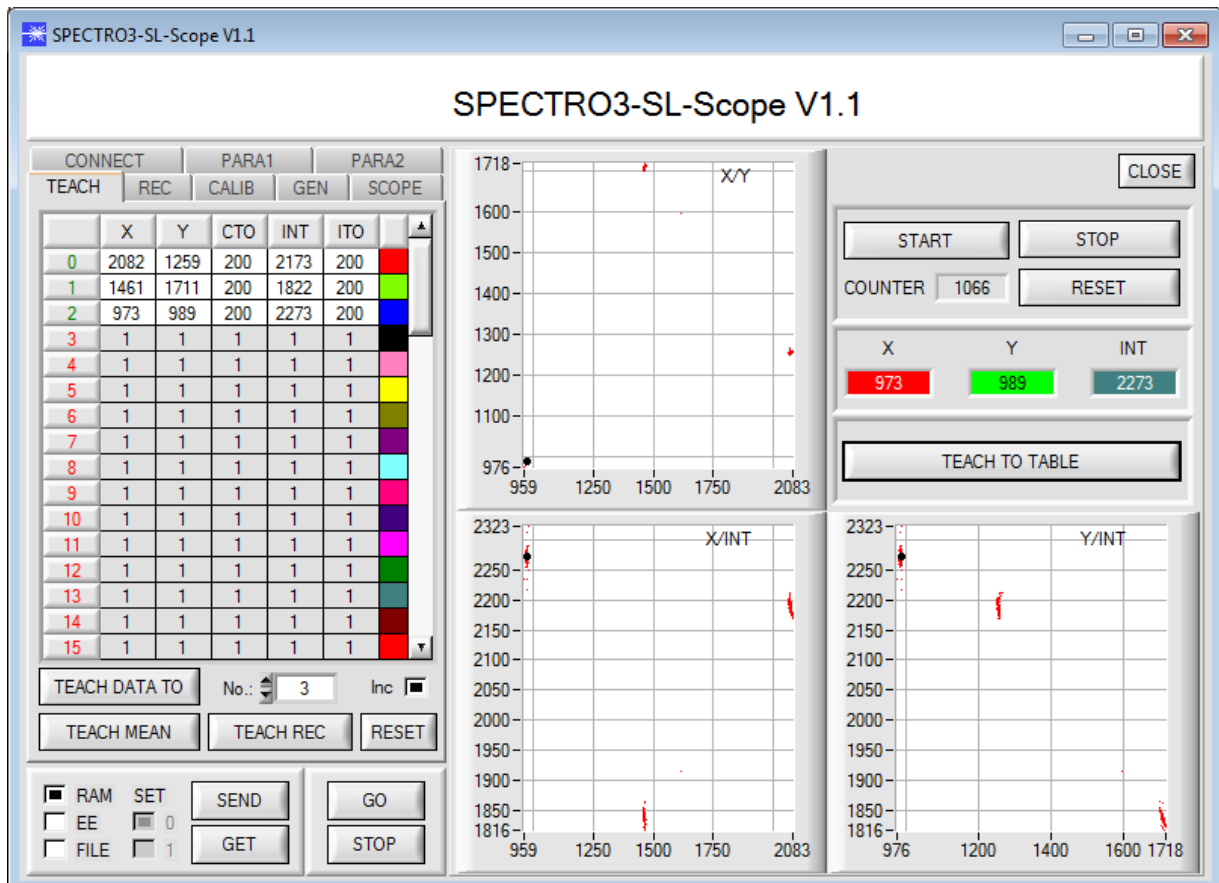 SPECTRO3-SL-Scope V1.1
SPECTRO3-SL-Scope V1.1
CONNECT PARA1 PARA2
TEACH REC CALIB GEN SCOPE
X Y CTO INT ITO
0 2082 1259 200 2173 200
1 1461 1711 200 1822 200
2 973 989 200 2273 200
3 1 1 1 1 1
4 1 1 1 1 1
5 1 1 1 1 1
6 1 1 1 1 1
7 1 1 1 1 1
8 1 1 1 1 1
9 1 1 1 1 1
10 1 1 1 1 1
11 1 1 1 1 1
12 1 1 1 1 1
13 1 1 1 1 1
14 1 1 1 1 1
15 1 1 1 1 1
TEACH DATA TO No.: 3 Inc
TEACH MEAN TEACH REC RESET
RAM SET SEND GO
EE 0
FILE 1 GET STOP
X/Y
1718
1600
1500
1400
1300
1200
1100
976
959 1250 1500 1750 2083
CLOSE
START STOP
COUNTER 1066 RESET
X Y INT
973 989 2273
TEACH TO TABLE
X/INT
2323
2250
2200
2150
2100
2050
2000
1950
1900
1850
1816
959 1250 1500 1750 2083
Y/INT
2323
2250
2200
2150
2100
2050
2000
1950
1900
1850
1816
976 1200 1400 1600 1718